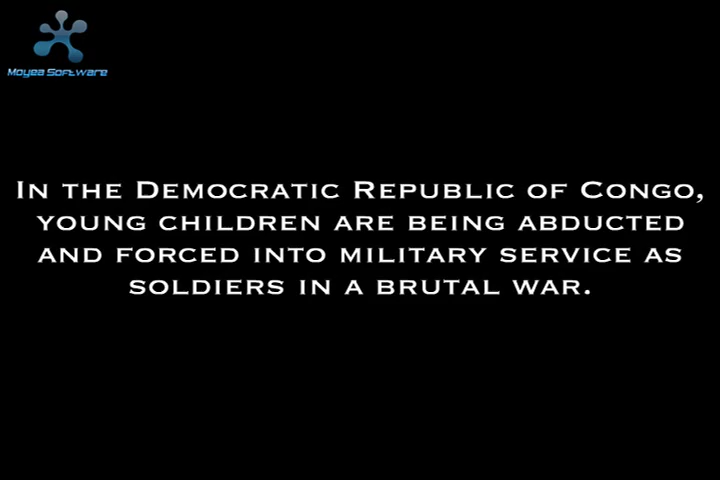 Moyea Software
In the Democratic Republic of Congo,
young children are being abducted
and forced into military service as
soldiers in a brutal war.